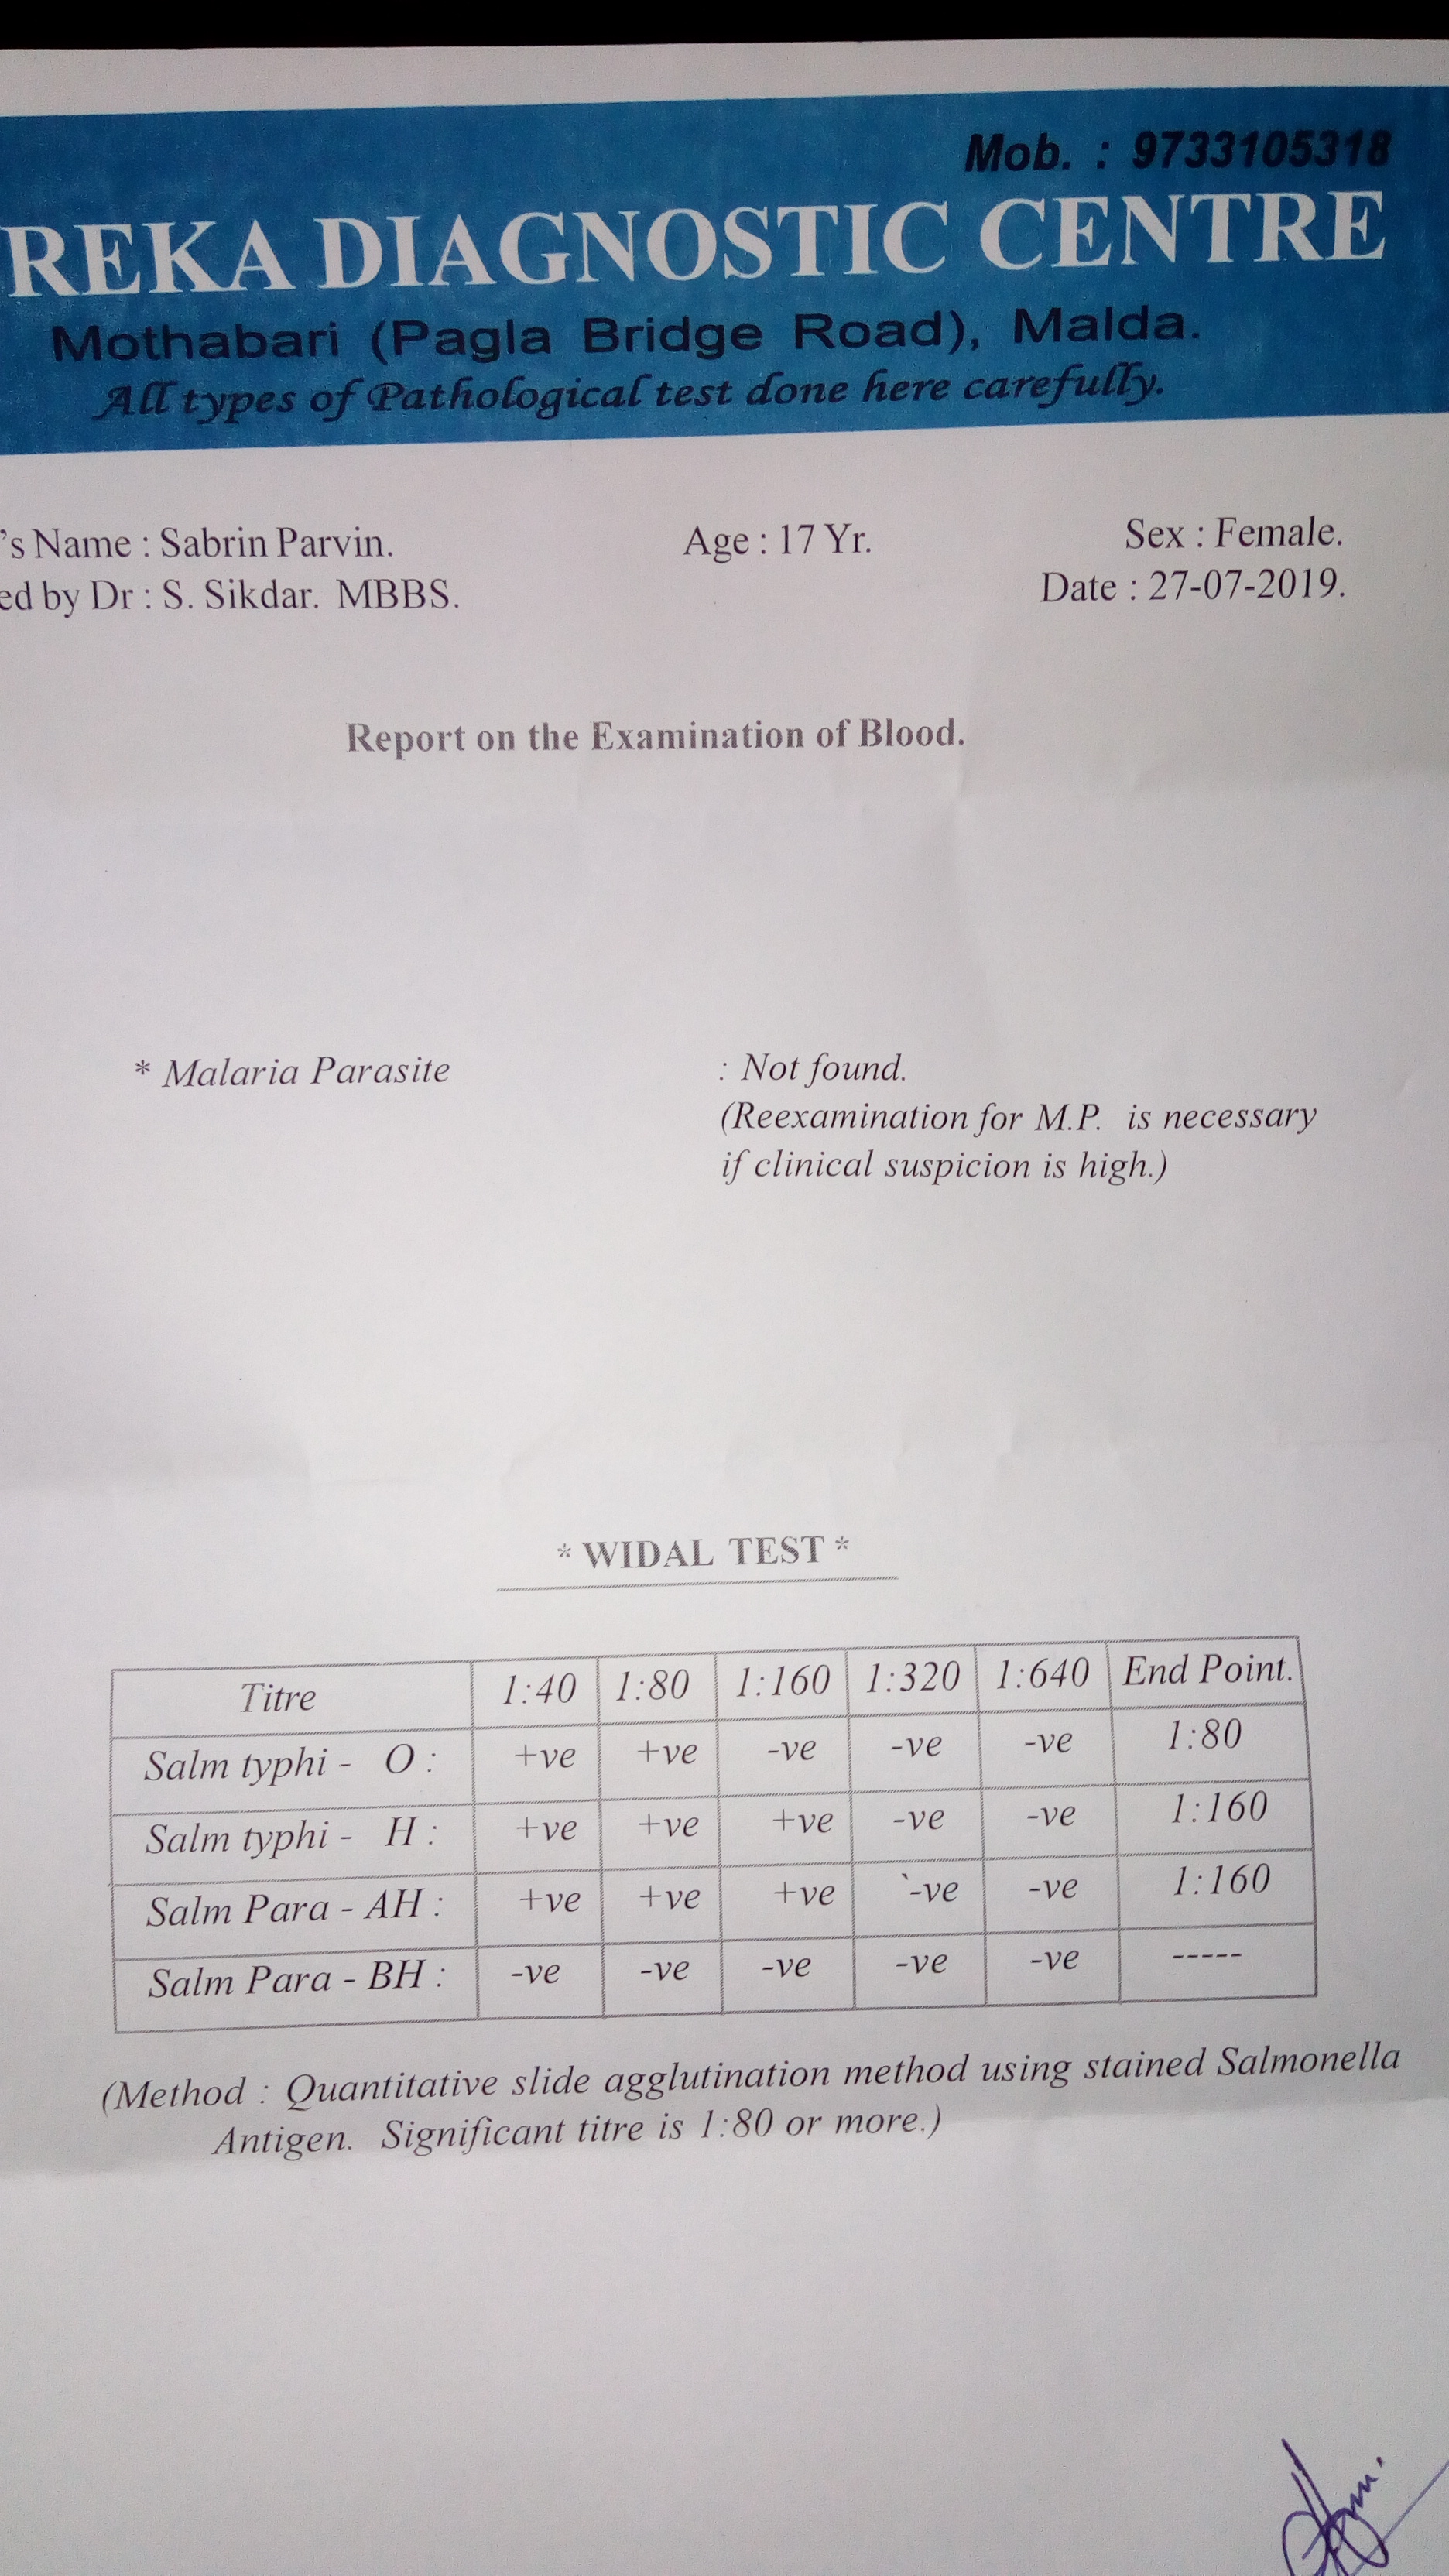 Mob. : 9733105318
REKA DIAGNOSTIC CENTRE
Mothabari (Pagla Bridge Road), Malda.
All types of Pathological test done here carefully.
's Name : Sabrin Parvin. Age : 17 Yr. Sex : Female.
ed by Dr : S. Sikdar. MBBS. Date : 27-07-2019.
Report on the Examination of Blood.
* Malaria Parasite : Not found.
(Reexamination for M.P. is necessary
if clinical suspicion is high.)
* WIDAL TEST *
Titre 1:40 1:80 1:160 1:320 1:640 End Point.
Salm typhi - O : +ve +ve -ve -ve -ve 1:80
Salm typhi - H : +ve +ve +ve -ve -ve 1:160
Salm Para - AH : +ve +ve +ve `-ve -ve 1:160
Salm Para - BH : -ve -ve -ve -ve -ve -----
(Method : Quantitative slide agglutination method using stained Salmonella
Antigen. Significant titre is 1:80 or more.)